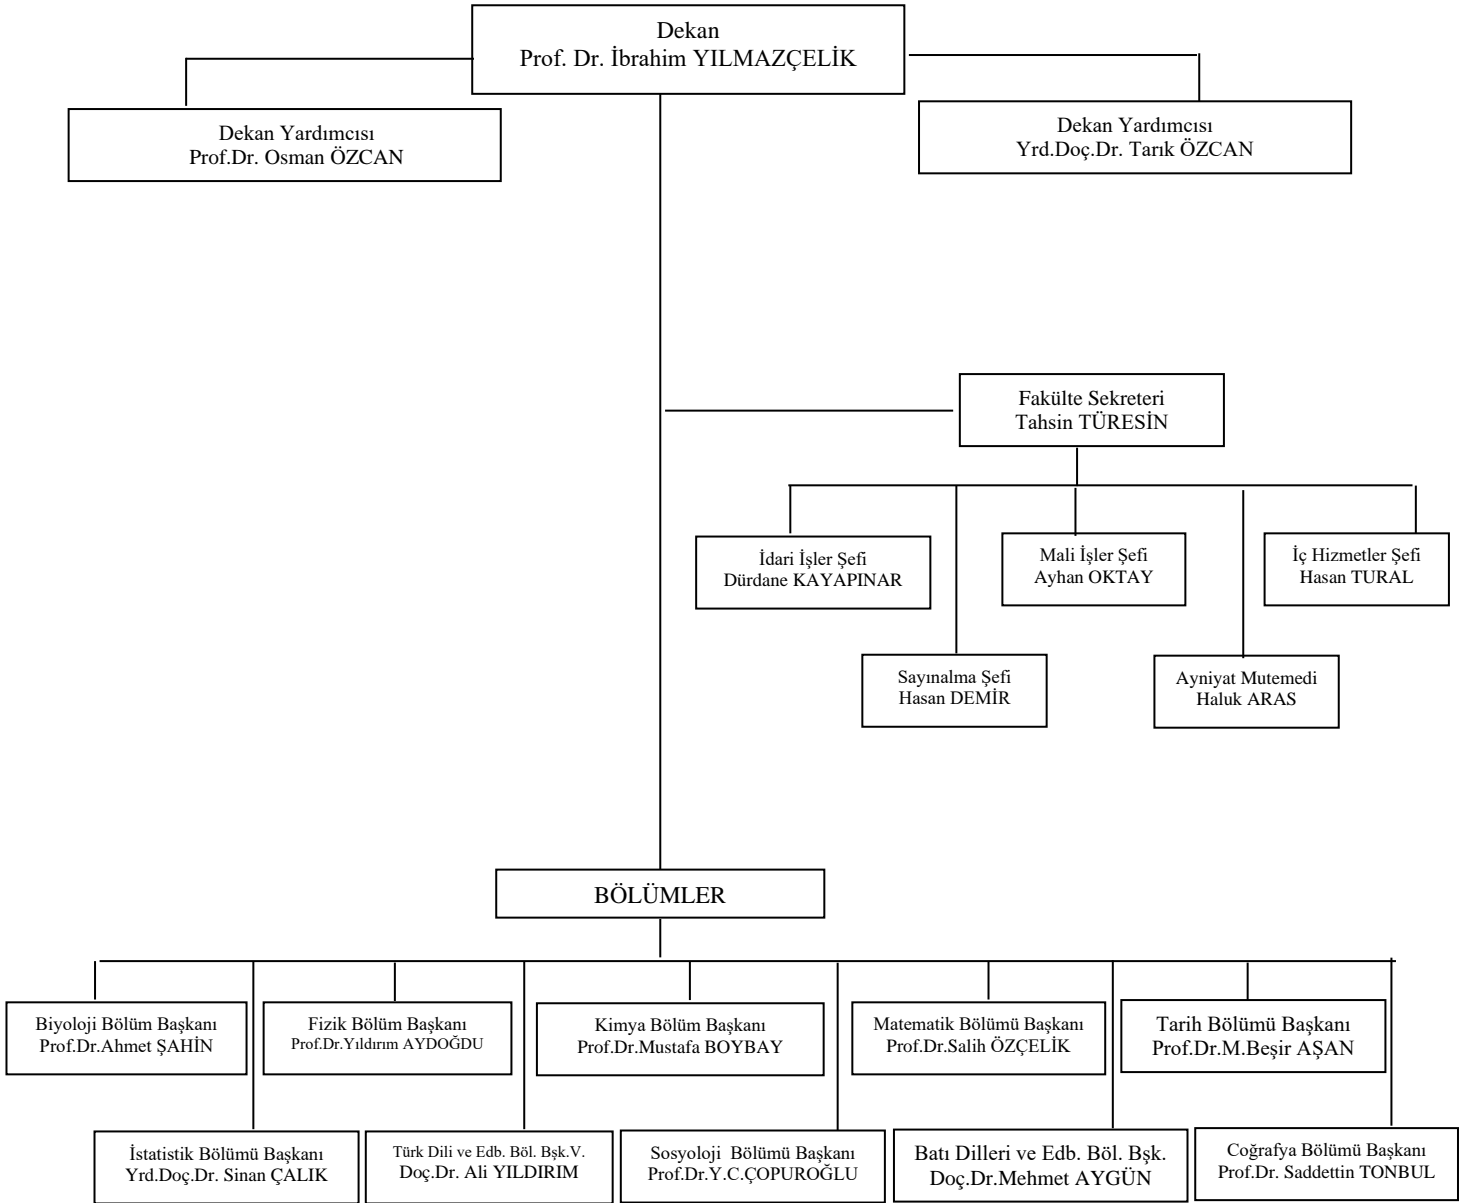 Dekan
Prof. Dr. İbrahim YILMAZÇELİK
Dekan Yardımcısı
Prof.Dr. Osman ÖZCAN
Dekan Yardımcısı
Yrd.Doç.Dr. Tarık ÖZCAN
Fakülte Sekreteri
Tahsin TÜRESİN
İdari İşler Şefi
Dürdane KAYAPINAR
Mali İşler Şefi
Ayhan OKTAY
İç Hizmetler Şefi
Hasan TURAL
Sayınalma Şefi
Hasan DEMİR
Ayniyat Mutemedi
Haluk ARAS
BÖLÜMLER
Biyoloji Bölüm Başkanı
Prof.Dr.Ahmet ŞAHİN
Fizik Bölüm Başkanı
Prof.Dr.Yıldırım AYDOĞDU
Kimya Bölüm Başkanı
Prof.Dr.Mustafa BOYBAY
Matematik Bölümü Başkanı
Prof.Dr.Salih ÖZÇELİK
Tarih Bölümü Başkanı
Prof.Dr.M.Beşir AŞAN
İstatistik Bölümü Başkanı
Yrd.Doç.Dr. Sinan ÇALIK
Türk Dili ve Edb. Böl. Bşk.V.
Doç.Dr. Ali YILDIRIM
Sosyoloji  Bölümü Başkanı
Prof.Dr.Y.C.ÇOPUROĞLU
Batı Dilleri ve Edb. Böl. Bşk.
Doç.Dr.Mehmet AYGÜN
Coğrafya Bölümü Başkanı
Prof.Dr. Saddettin TONBUL